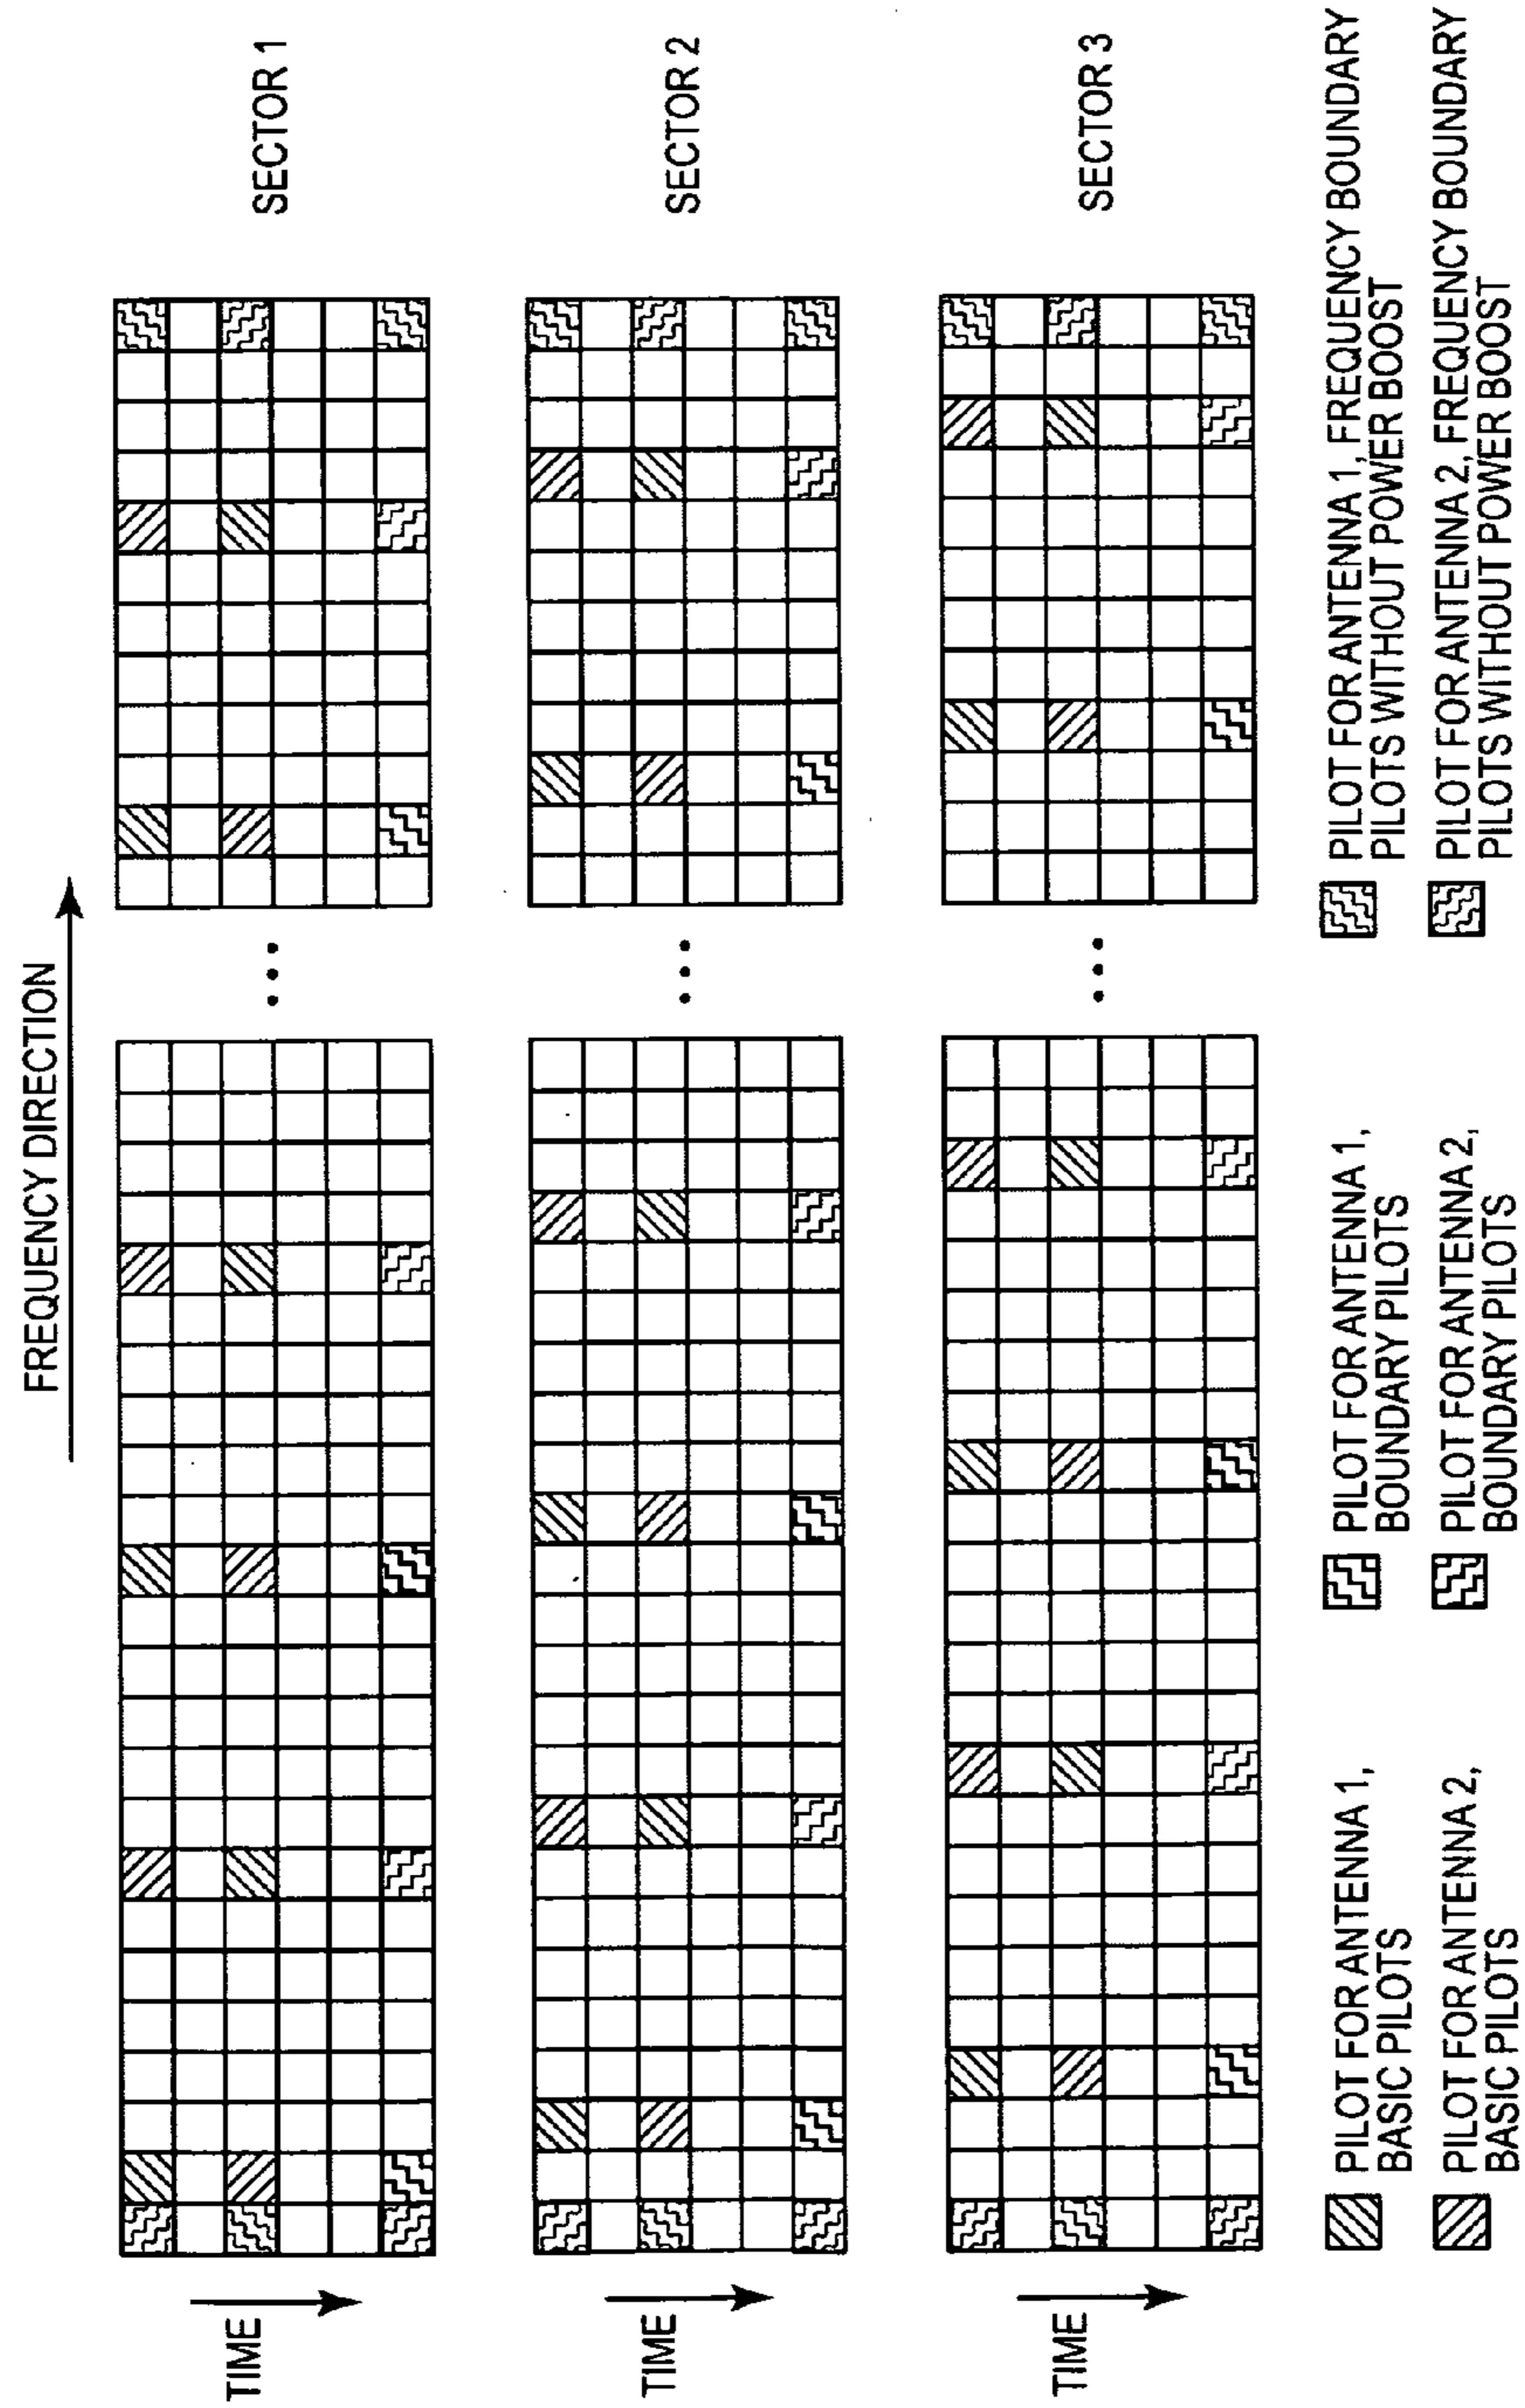 FREQUENCY DIRECTION
TIME
SECTOR 1
TIME
SECTOR 2
TIME
SECTOR 3
PILOT FOR ANTENNA 1,
BASIC PILOTS
PILOT FOR ANTENNA 2,
BASIC PILOTS
PILOT FOR ANTENNA 1,
BOUNDARY PILOTS
PILOT FOR ANTENNA 2,
BOUNDARY PILOTS
PILOT FOR ANTENNA 1, FREQUENCY BOUNDARY
PILOTS WITHOUT POWER BOOST
PILOT FOR ANTENNA 2, FREQUENCY BOUNDARY
PILOTS WITHOUT POWER BOOST